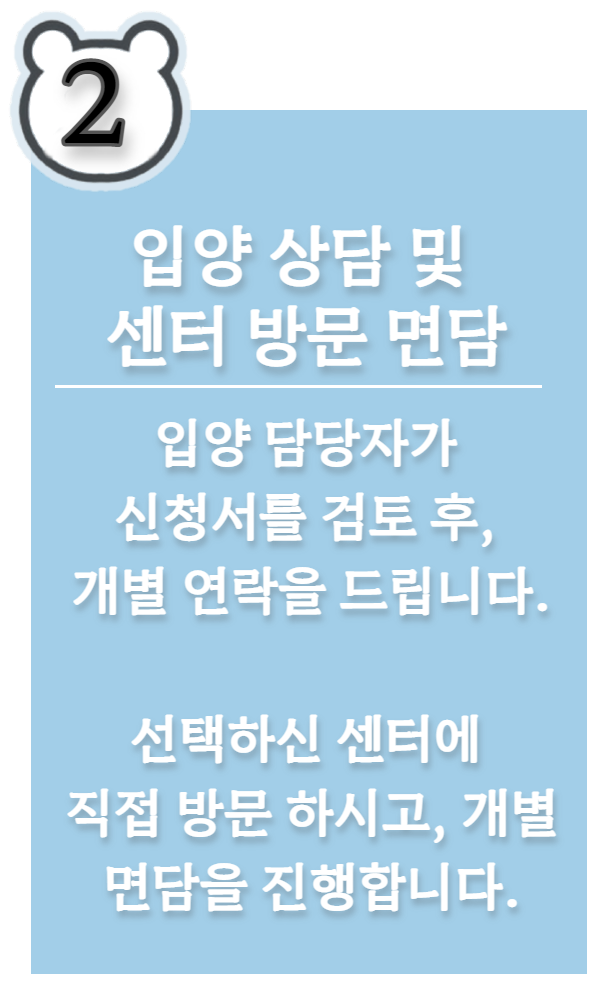 2
입양 상담 및
센터 방문 면담
입양 담당자가
신청서를 검토 후,
개별 연락을 드립니다.
선택하신 센터에
직접 방문 하시고, 개별
면담을 진행합니다.